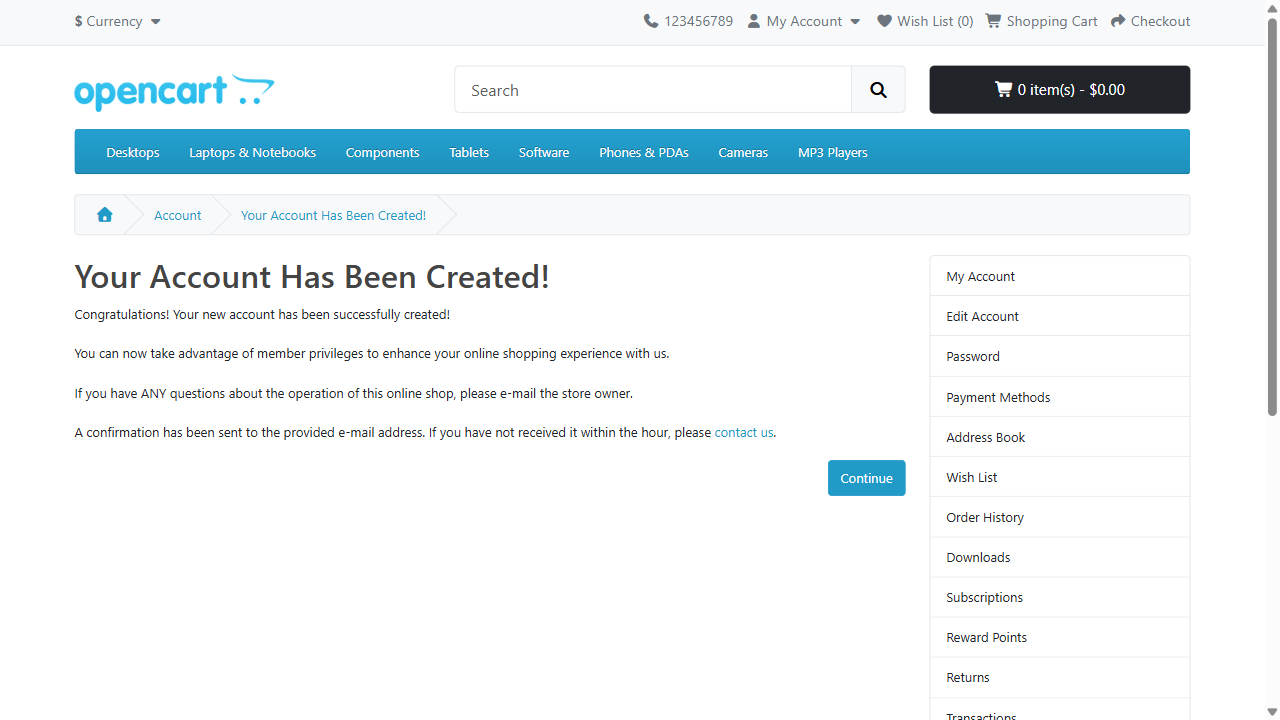 $ Currency
123456789
My Account
Wish List (0)
Shopping Cart
Checkout
opencart
Search
0 item(s) - $0.00
Desktops
Laptops & Notebooks
Components
Tablets
Software
Phones & PDAs
Cameras
MP3 Players
Account
Your Account Has Been Created!
Your Account Has Been Created!
Congratulations! Your new account has been successfully created!
You can now take advantage of member privileges to enhance your online shopping experience with us.
If you have ANY questions about the operation of this online shop, please e-mail the store owner.
A confirmation has been sent to the provided e-mail address. If you have not received it within the hour, please contact us.
Continue
My Account
Edit Account
Password
Payment Methods
Address Book
Wish List
Order History
Downloads
Subscriptions
Reward Points
Returns
Transactions